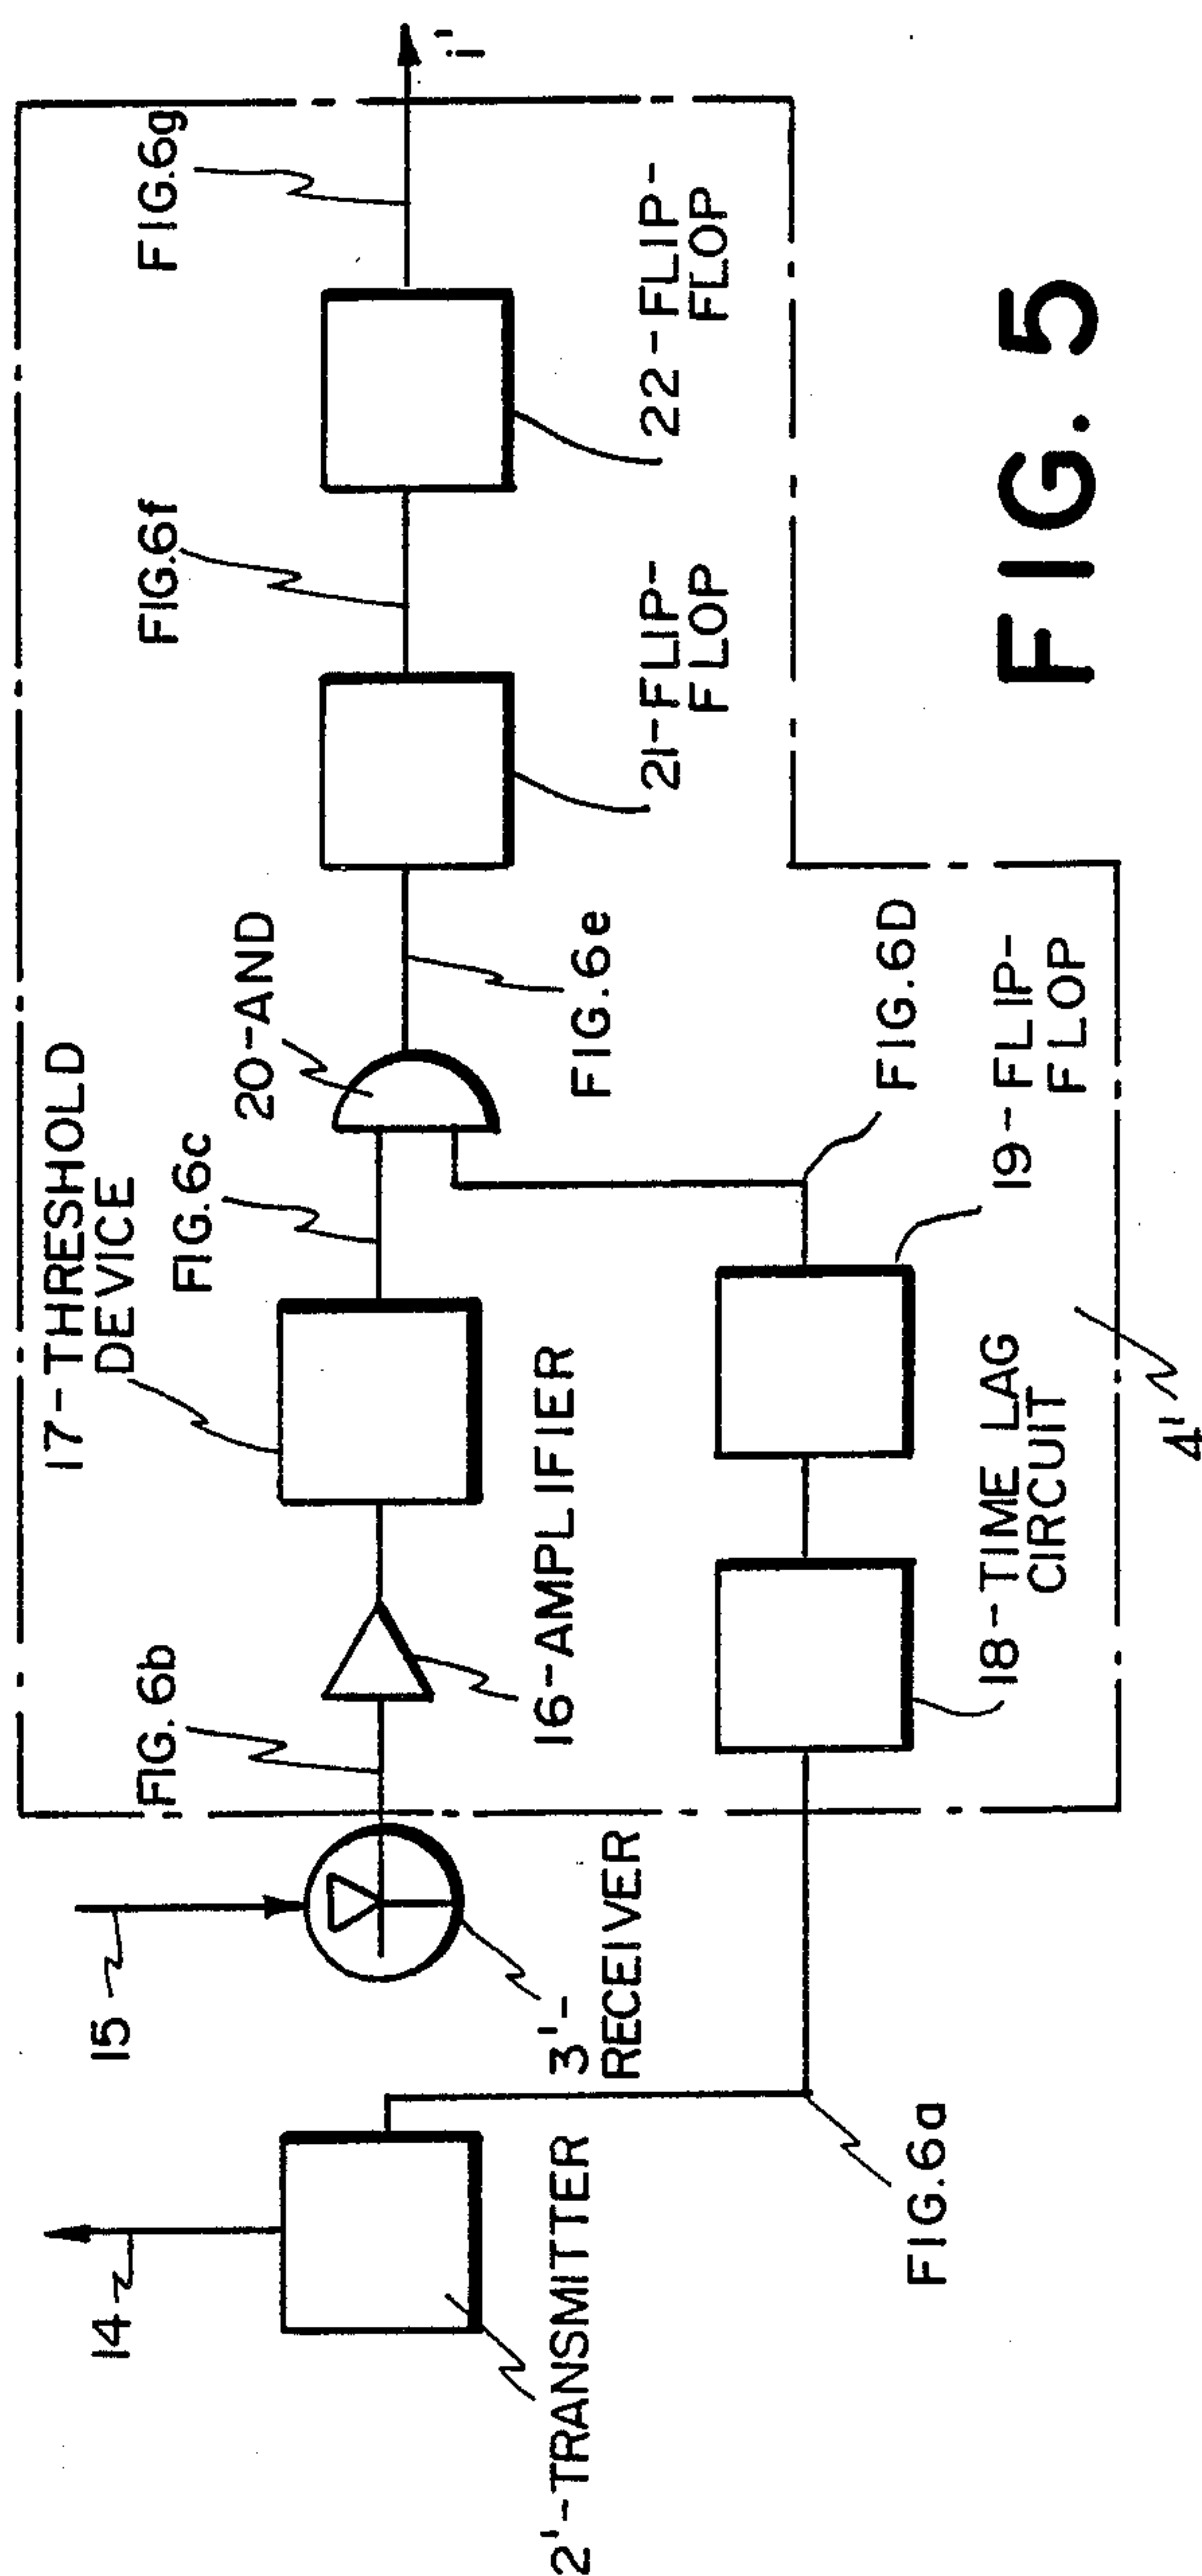 17-THRESHOLD
DEVICE
FIG.6g
FIG.6f
20-AND
FIG.6c
FIG.6b
15
14
i'
22-FLIP-
FLOP
21-FLIP-
FLOP
FIG.6e
16-AMPLIFIER
3'-
RECEIVER
2'-TRANSMITTER
FIG.6D
19-FLIP-
FLOP
18-TIME LAG
CIRCUIT
FIG.6a
4'
FIG. 5